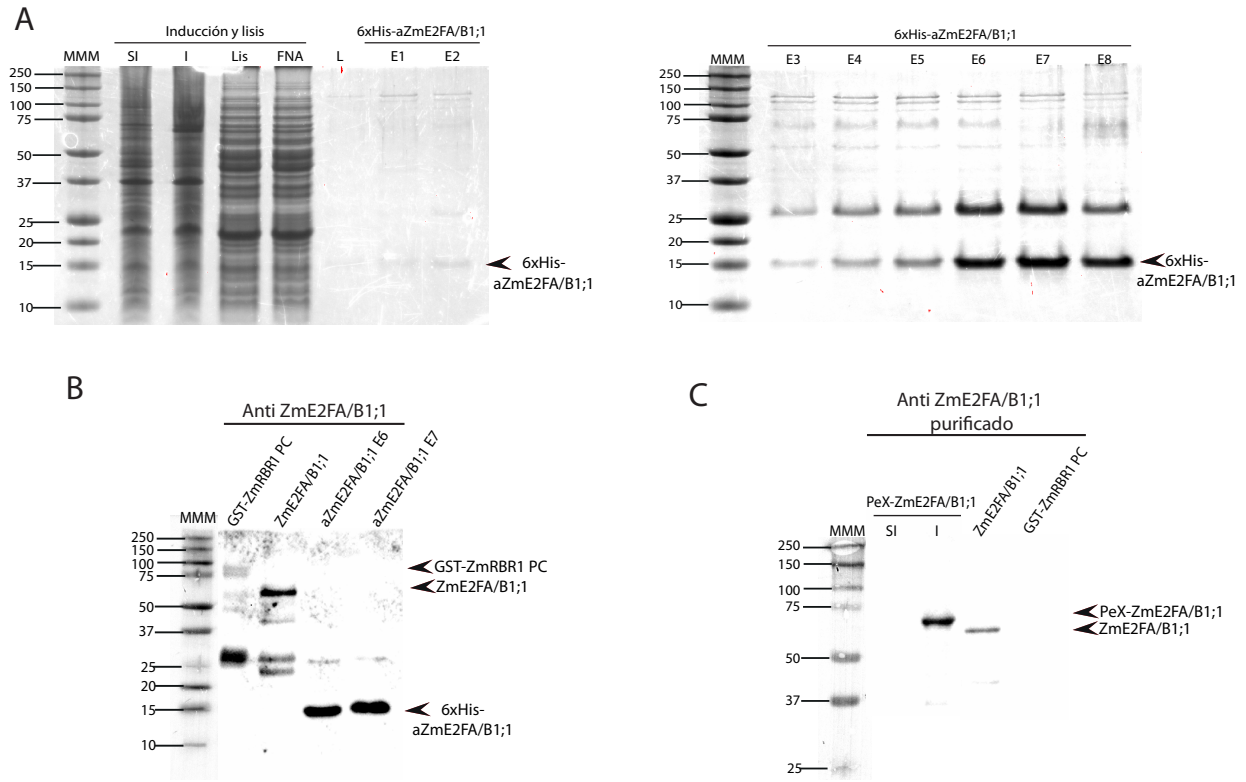 A
Inducción y lisis
6xHis-aZmE2FA/B1;1
MMM SI I Lis FNA L E1 E2
250
150
100
75
50
37
25
20
15
10
6xHis-
aZmE2FA/B1;1
6xHis-aZmE2FA/B1;1
MMM E3 E4 E5 E6 E7 E8
250
150
100
75
50
37
25
20
15
10
6xHis-
aZmE2FA/B1;1
B
Anti ZmE2FA/B1;1
MMM
GST-ZmRBR1 PC
ZmE2FA/B1;1
aZmE2FA/B1;1 E6
aZmE2FA/B1;1 E7
250
150
100
75
50
37
25
20
15
10
GST-ZmRBR1 PC
ZmE2FA/B1;1
6xHis-
aZmE2FA/B1;1
C
Anti ZmE2FA/B1;1
purificado
PeX-ZmE2FA/B1;1
MMM SI I
ZmE2FA/B1;1
GST-ZmRBR1 PC
250
150
100
75
50
37
25
PeX-ZmE2FA/B1;1
ZmE2FA/B1;1